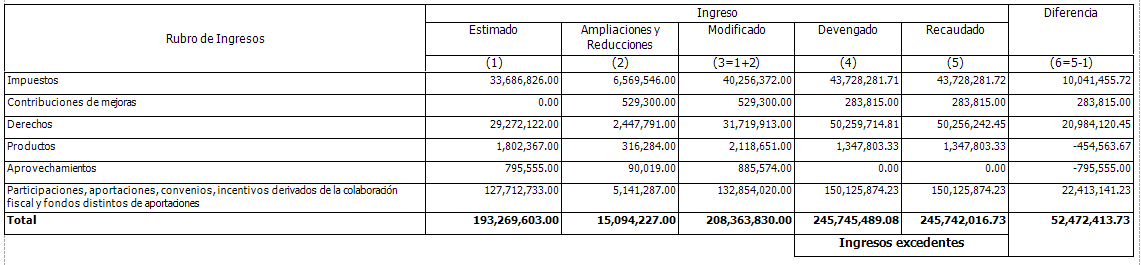 Rubro de Ingresos
Ingreso
Diferencia
Estimado
Ampliaciones y Reducciones
Modificado
Devengado
Recaudado
(1)
(2)
(3=1+2)
(4)
(5)
(6=5-1)
Impuestos 33,686,826.00 6,569,546.00 40,256,372.00 43,728,281.71 43,728,281.72 10,041,455.72
Contribuciones de mejoras 0.00 529,300.00 529,300.00 283,815.00 283,815.00 283,815.00
Derechos 29,272,122.00 2,447,791.00 31,719,913.00 50,259,714.81 50,256,242.45 20,984,120.45
Productos 1,802,367.00 316,284.00 2,118,651.00 1,347,803.33 1,347,803.33 -454,563.67
Aprovechamientos 795,555.00 90,019.00 885,574.00 0.00 0.00 -795,555.00
Participaciones, aportaciones, convenios, incentivos derivados de la colaboración
fiscal y fondos distintos de aportaciones 127,712,733.00 5,141,287.00 132,854,020.00 150,125,874.23 150,125,874.23 22,413,141.23
Total 193,269,603.00 15,094,227.00 208,363,830.00 245,745,489.08 245,742,016.73 52,472,413.73
Ingresos excedentes